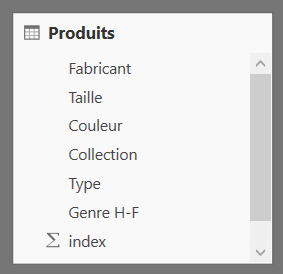 Produits
Fabricant
Taille
Couleur
Collection
Type
Genre H-F
Σ index